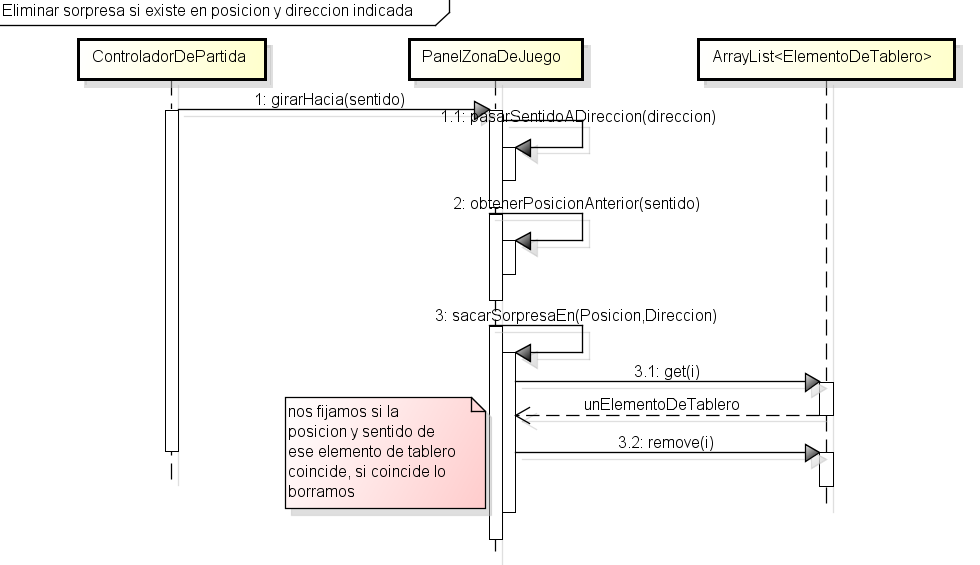 Eliminar sorpresa si existe en posicion y direccion indicada
ControladorDePartida
PanelZonaDeJuego
ArrayList<ElementoDeTablero>
1: girarHacia(sentido)
1.1: pasarSentidoADireccion(direccion)
2: obtenerPosicionAnterior(sentido)
3: sacarSorpresaEn(Posicion,Direccion)
3.1: get(i)
unElementoDeTablero
3.2: remove(i)
nos fijamos si la
posicion y sentido de
ese elemento de tablero
coincide, si coincide lo
borramos